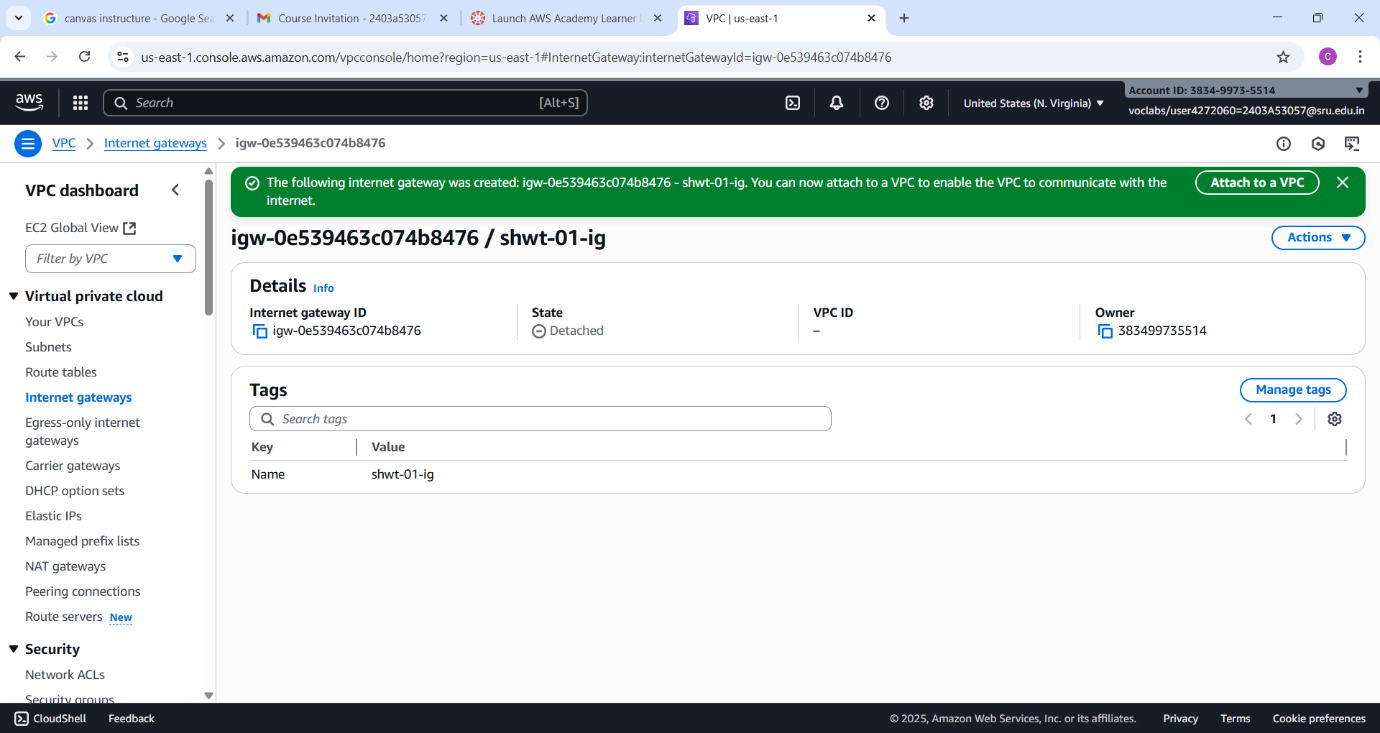 canvas instructure - Google Sea
Course Invitation - 2403a53057
Launch AWS Academy Learner
VPC | us-east-1
us-east-1.console.aws.amazon.com/vpcconsole/home?region=us-east-1#InternetGateway:internetGatewayId=igw-0e539463c074b8476
C
aws
Search
[Alt+S]
United States (N. Virginia)
Account ID: 3834-9973-5514
voclabs/user4272060=2403A53057@sru.edu.in
VPC > Internet gateways > igw-0e539463c074b8476
VPC dashboard
EC2 Global View
Filter by VPC
Virtual private cloud
Your VPCs
Subnets
Route tables
Internet gateways
Egress-only internet
gateways
Carrier gateways
DHCP option sets
Elastic IPs
Managed prefix lists
NAT gateways
Peering connections
Route servers New
Security
Network ACLs
Security groups
The following internet gateway was created: igw-0e539463c074b8476 - shwt-01-ig. You can now attach to a VPC to enable the VPC to communicate with the
internet.
Attach to a VPC
igw-0e539463c074b8476 / shwt-01-ig
Actions
Details Info
Internet gateway ID
igw-0e539463c074b8476
State
Detached
VPC ID
–
Owner
383499735514
Tags
Manage tags
Search tags
1
Key
Value
Name
shwt-01-ig
CloudShell
Feedback
© 2025, Amazon Web Services, Inc. or its affiliates.
Privacy
Terms
Cookie preferences